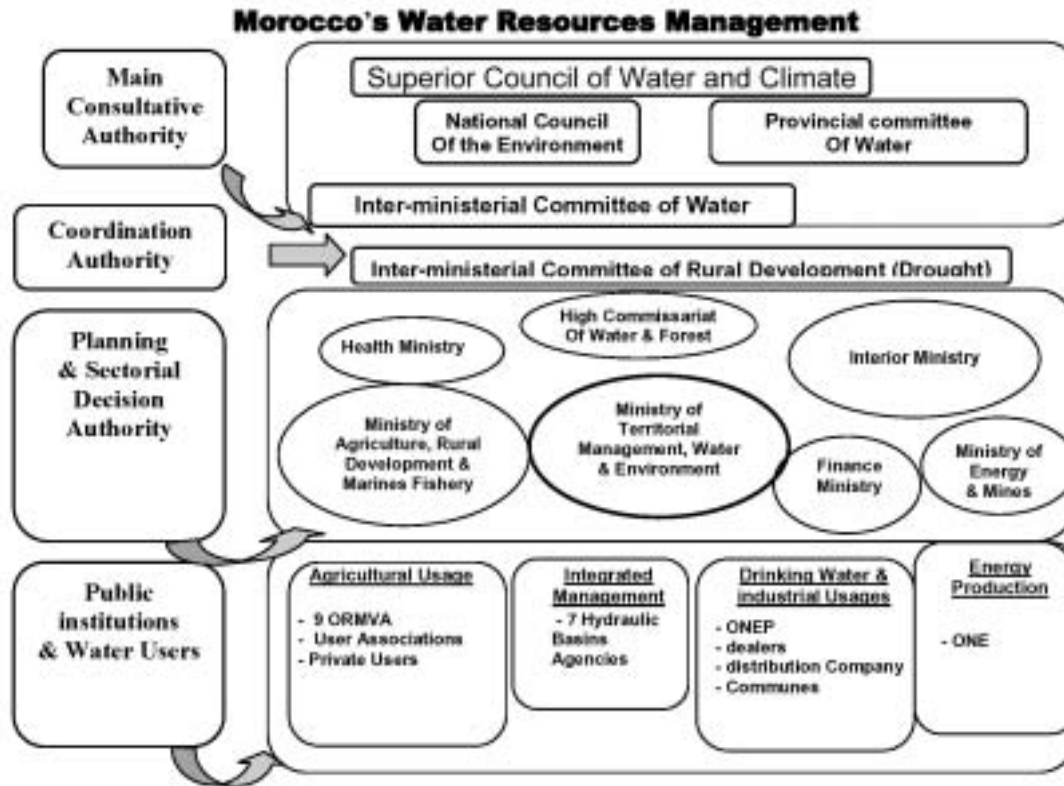 Morocco's Water Resources Management
Main
Consultative
Authority
Superior Council of Water and Climate
National Council
Of the Environment
Provincial committee
Of Water
Inter-ministerial Committee of Water
Coordination
Authority
Inter-ministerial Committee of Rural Development (Drought)
Planning
& Sectorial
Decision
Authority
Health Ministry
High Commissariat
Of Water & Forest
Interior Ministry
Ministry of
Agriculture, Rural
Development &
Marines Fishery
Ministry of
Territorial
Management, Water
& Environment
Finance
Ministry
Ministry of
Energy
& Mines
Public
institutions
& Water Users
Agricultural Usage
- 9 ORMVA
- User Associations
- Private Users
Integrated
Management
- 7 Hydraulic
Basins
Agencies
Drinking Water &
industrial Usages
- ONEP
- dealers
- distribution Company
- Communes
Energy
Production
- ONE